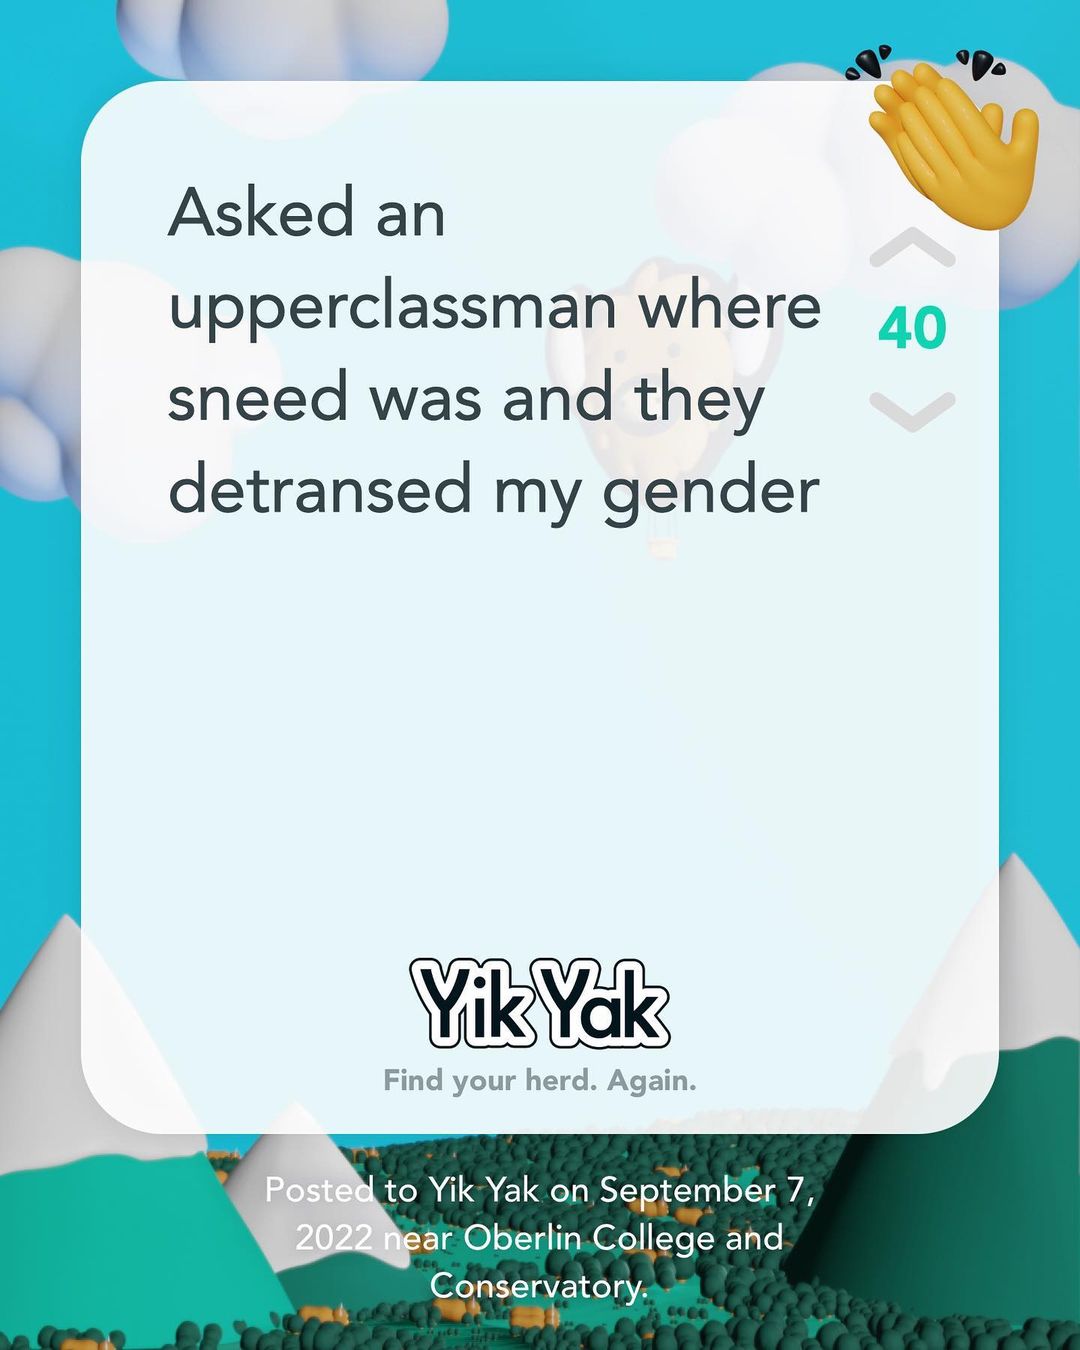 Asked an
upperclassman where
sneed was and they
detransed my gender
40
Yik Yak
Find your herd. Again.
Posted to Yik Yak on September 7,
2022 near Oberlin College and
Conservatory.